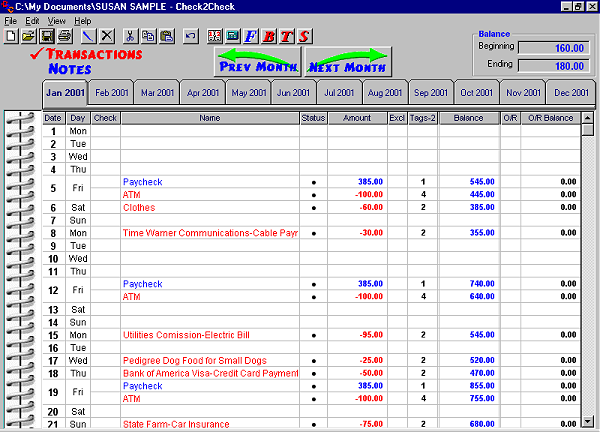 C:\My Documents\SUSAN SAMPLE - Check2Check
File Edit View Help
F B T S
Balance
Beginning 160.00
Ending 180.00
TRANSACTIONS
NOTES
PREV MONTH NEXT MONTH
Jan 2001 Feb 2001 Mar 2001 Apr 2001 May 2001 Jun 2001 Jul 2001 Aug 2001 Sep 2001 Oct 2001 Nov 2001 Dec 2001
Date Day Check Name Status Amount Excl Tags-2 Balance O/R O/R Balance
1 Mon
2 Tue
3 Wed
4 Thu
5 Fri Paycheck • 385.00 1 545.00 0.00
ATM • -100.00 4 445.00 0.00
6 Sat Clothes • -60.00 2 385.00 0.00
7 Sun
8 Mon Time Warner Communications-Cable Payr • -30.00 2 355.00 0.00
9 Tue
10 Wed
11 Thu
12 Fri Paycheck • 385.00 1 740.00 0.00
ATM • -100.00 4 640.00 0.00
13 Sat
14 Sun
15 Mon Utilities Comission-Electric Bill • -95.00 2 545.00 0.00
16 Tue
17 Wed Pedigree Dog Food for Small Dogs • -25.00 2 520.00 0.00
18 Thu Bank of America Visa-Credit Card Payment • -50.00 2 470.00 0.00
19 Fri Paycheck • 385.00 1 855.00 0.00
ATM • -100.00 4 755.00 0.00
20 Sat
21 Sun State Farm-Car Insurance • -75.00 2 680.00 0.00